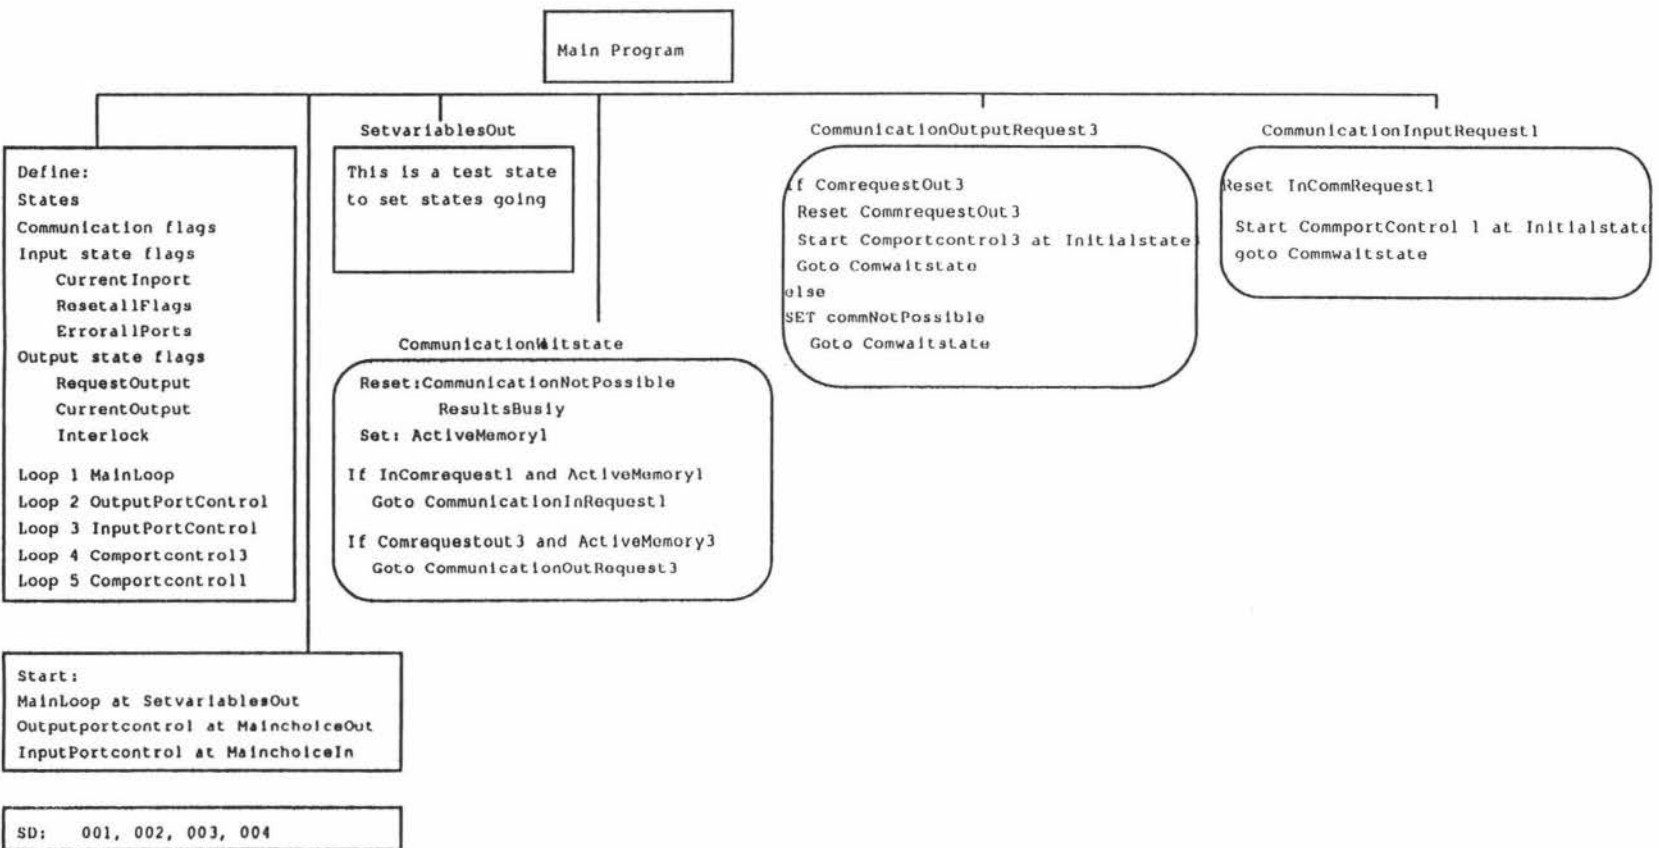 Main Program
Define:
States
Communication flags
Input state flags
CurrentInport
ResetallFlags
ErrorallPorts
Output state flags
RequestOutput
CurrentOutput
Interlock
Loop 1 MainLoop
Loop 2 OutputPortControl
Loop 3 InputPortControl
Loop 4 Comportcontrol3
Loop 5 Comportcontrol1
Start:
MainLoop at SetvariablesOut
Outputportcontrol at MainchoiceOut
InputPortcontrol at MainchoiceIn
SD: 001, 002, 003, 004
SetvariablesOut
This is a test state
to set states going
CommunicationWaitstate
Reset:CommunicationNotPossible
ResultsBusiy
Set: ActiveMemory1
If InComrequest1 and ActiveMemory1
Goto CommunicationInRequest1
If Comrequestout3 and ActiveMemory3
Goto CommunicationOutRequest3
CommunicationOutputRequest3
If ComrequestOut3
Reset CommrequestOut3
Start Comportcontrol3 at Initialstate
Goto Comwaitstate
else
SET commNotPossible
Goto Comwaitstate
CommunicationInputRequest1
Reset InCommRequest1
Start CommportControl 1 at Initialstate
goto Commwaitstate